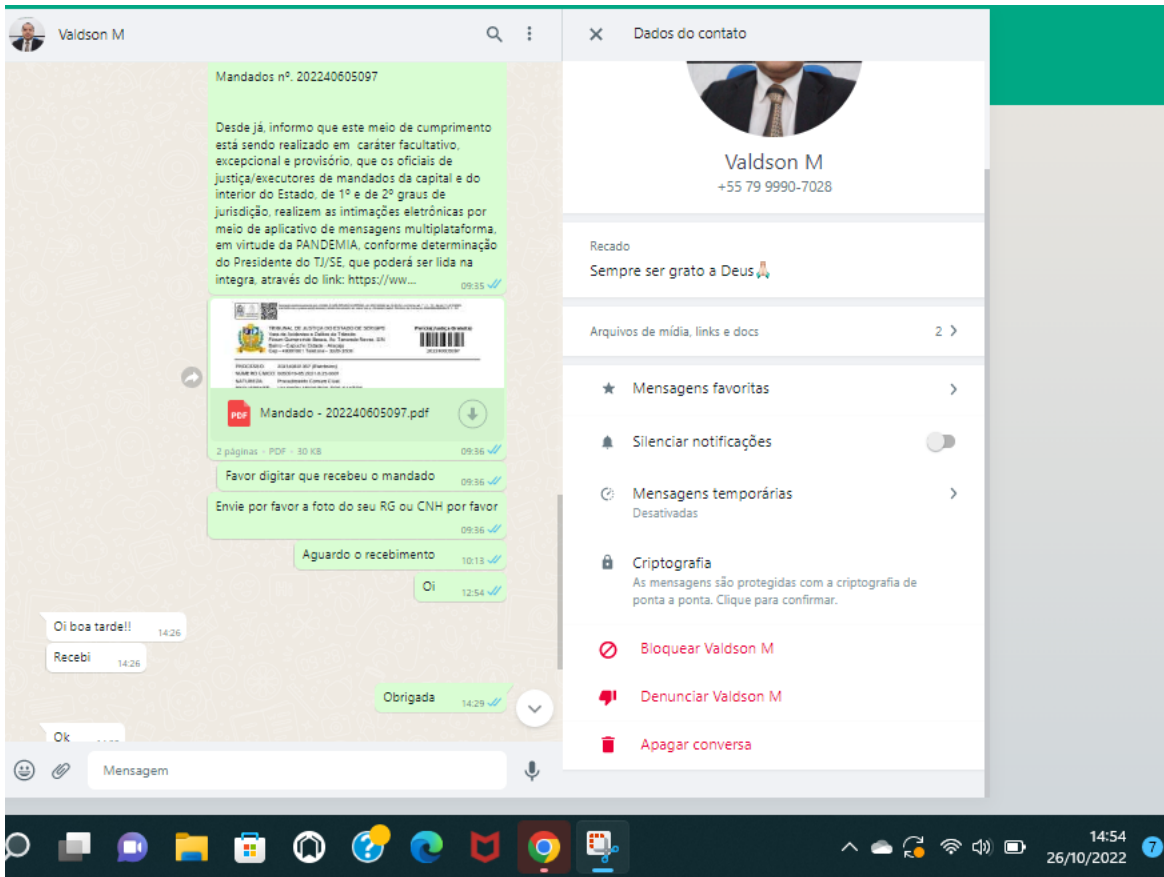 Valdson M
Mandados nº. 202240605097
Desde já, informo que este meio de cumprimento
está sendo realizado em caráter facultativo,
excepcional e provisório, que os oficiais de
justiça/executores de mandados da capital e do
interior do Estado, de 1º e de 2º graus de
jurisdição, realizem as intimações eletrônicas por
meio de aplicativo de mensagens multiplataforma,
em virtude da PANDEMIA, conforme determinação
do Presidente do TJ/SE, que poderá ser lida na
integra, através do link: https://ww...
09:35
TRIBUNAL DE JUSTIÇA DO ESTADO DE SERGIPE
202240605097
PDF
Mandado - 202240605097.pdf
2 páginas - PDF - 30 KB
09:36
Favor digitar que recebeu o mandado
09:36
Envie por favor a foto do seu RG ou CNH por favor
09:36
Aguardo o recebimento
10:13
Oi
12:54
Oi boa tarde!!
14:26
Recebi
14:26
Obrigada
14:29
Ok
Mensagem
Dados do contato
Valdson M
+55 79 9990-7028
Recado
Sempre ser grato a Deus🙏🏻
Arquivos de mídia, links e docs
2
Mensagens favoritas
Silenciar notificações
Mensagens temporárias
Desativadas
Criptografia
As mensagens são protegidas com a criptografia de
ponta a ponta. Clique para confirmar.
Bloquear Valdson M
Denunciar Valdson M
Apagar conversa
14:54
26/10/2022
7